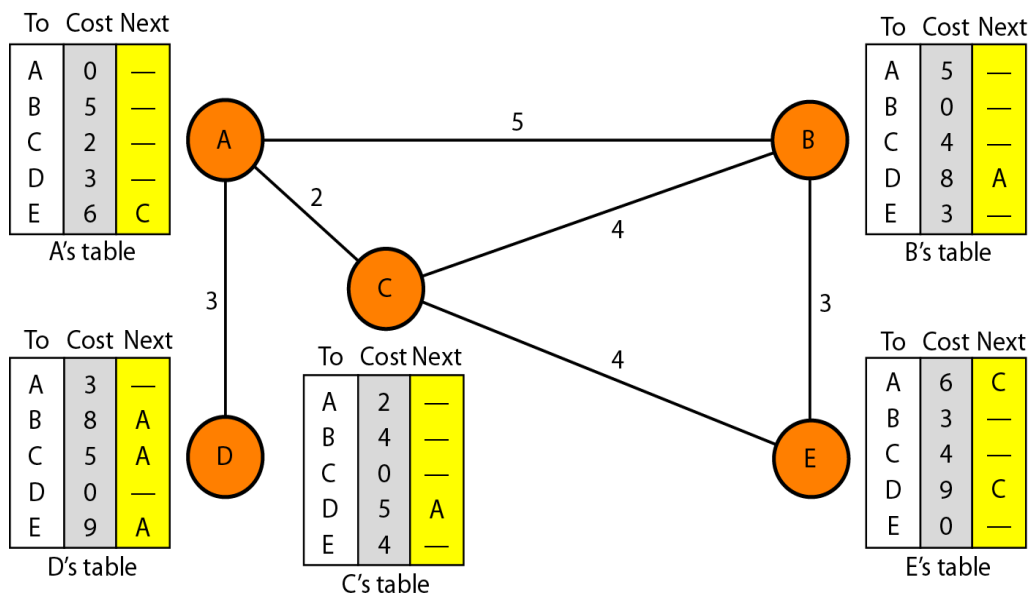 To Cost Next
A 0 —
B 5 —
C 2 —
D 3 —
E 6 C
A's table
To Cost Next
A 5 —
B 0 —
C 4 —
D 8 A
E 3 —
B's table
A
5
B
2
4
C
3
3
4
D
E
To Cost Next
A 3 —
B 8 A
C 5 A
D 0 —
E 9 A
D's table
To Cost Next
A 2 —
B 4 —
C 0 —
D 5 A
E 4 —
C's table
To Cost Next
A 6 C
B 3 —
C 4 —
D 9 C
E 0 —
E's table